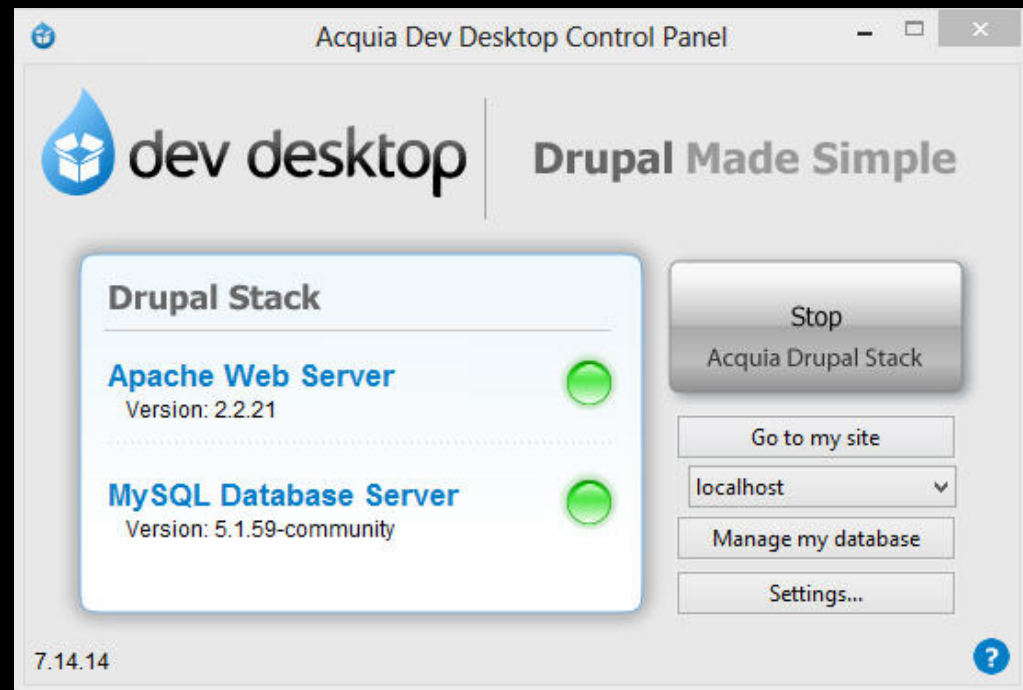 Acquia Dev Desktop Control Panel
dev desktop
Drupal Made Simple
Drupal Stack
Apache Web Server
Version: 2.2.21
MySQL Database Server
Version: 5.1.59-community
Stop
Acquia Drupal Stack
Go to my site
localhost
Manage my database
Settings...
7.14.14
?